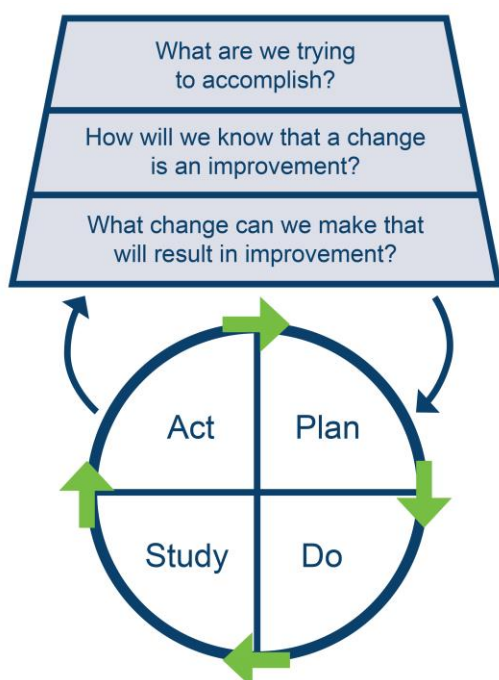 What are we trying
to accomplish?
How will we know that a change
is an improvement?
What change can we make that
will result in improvement?
Act
Plan
Study
Do